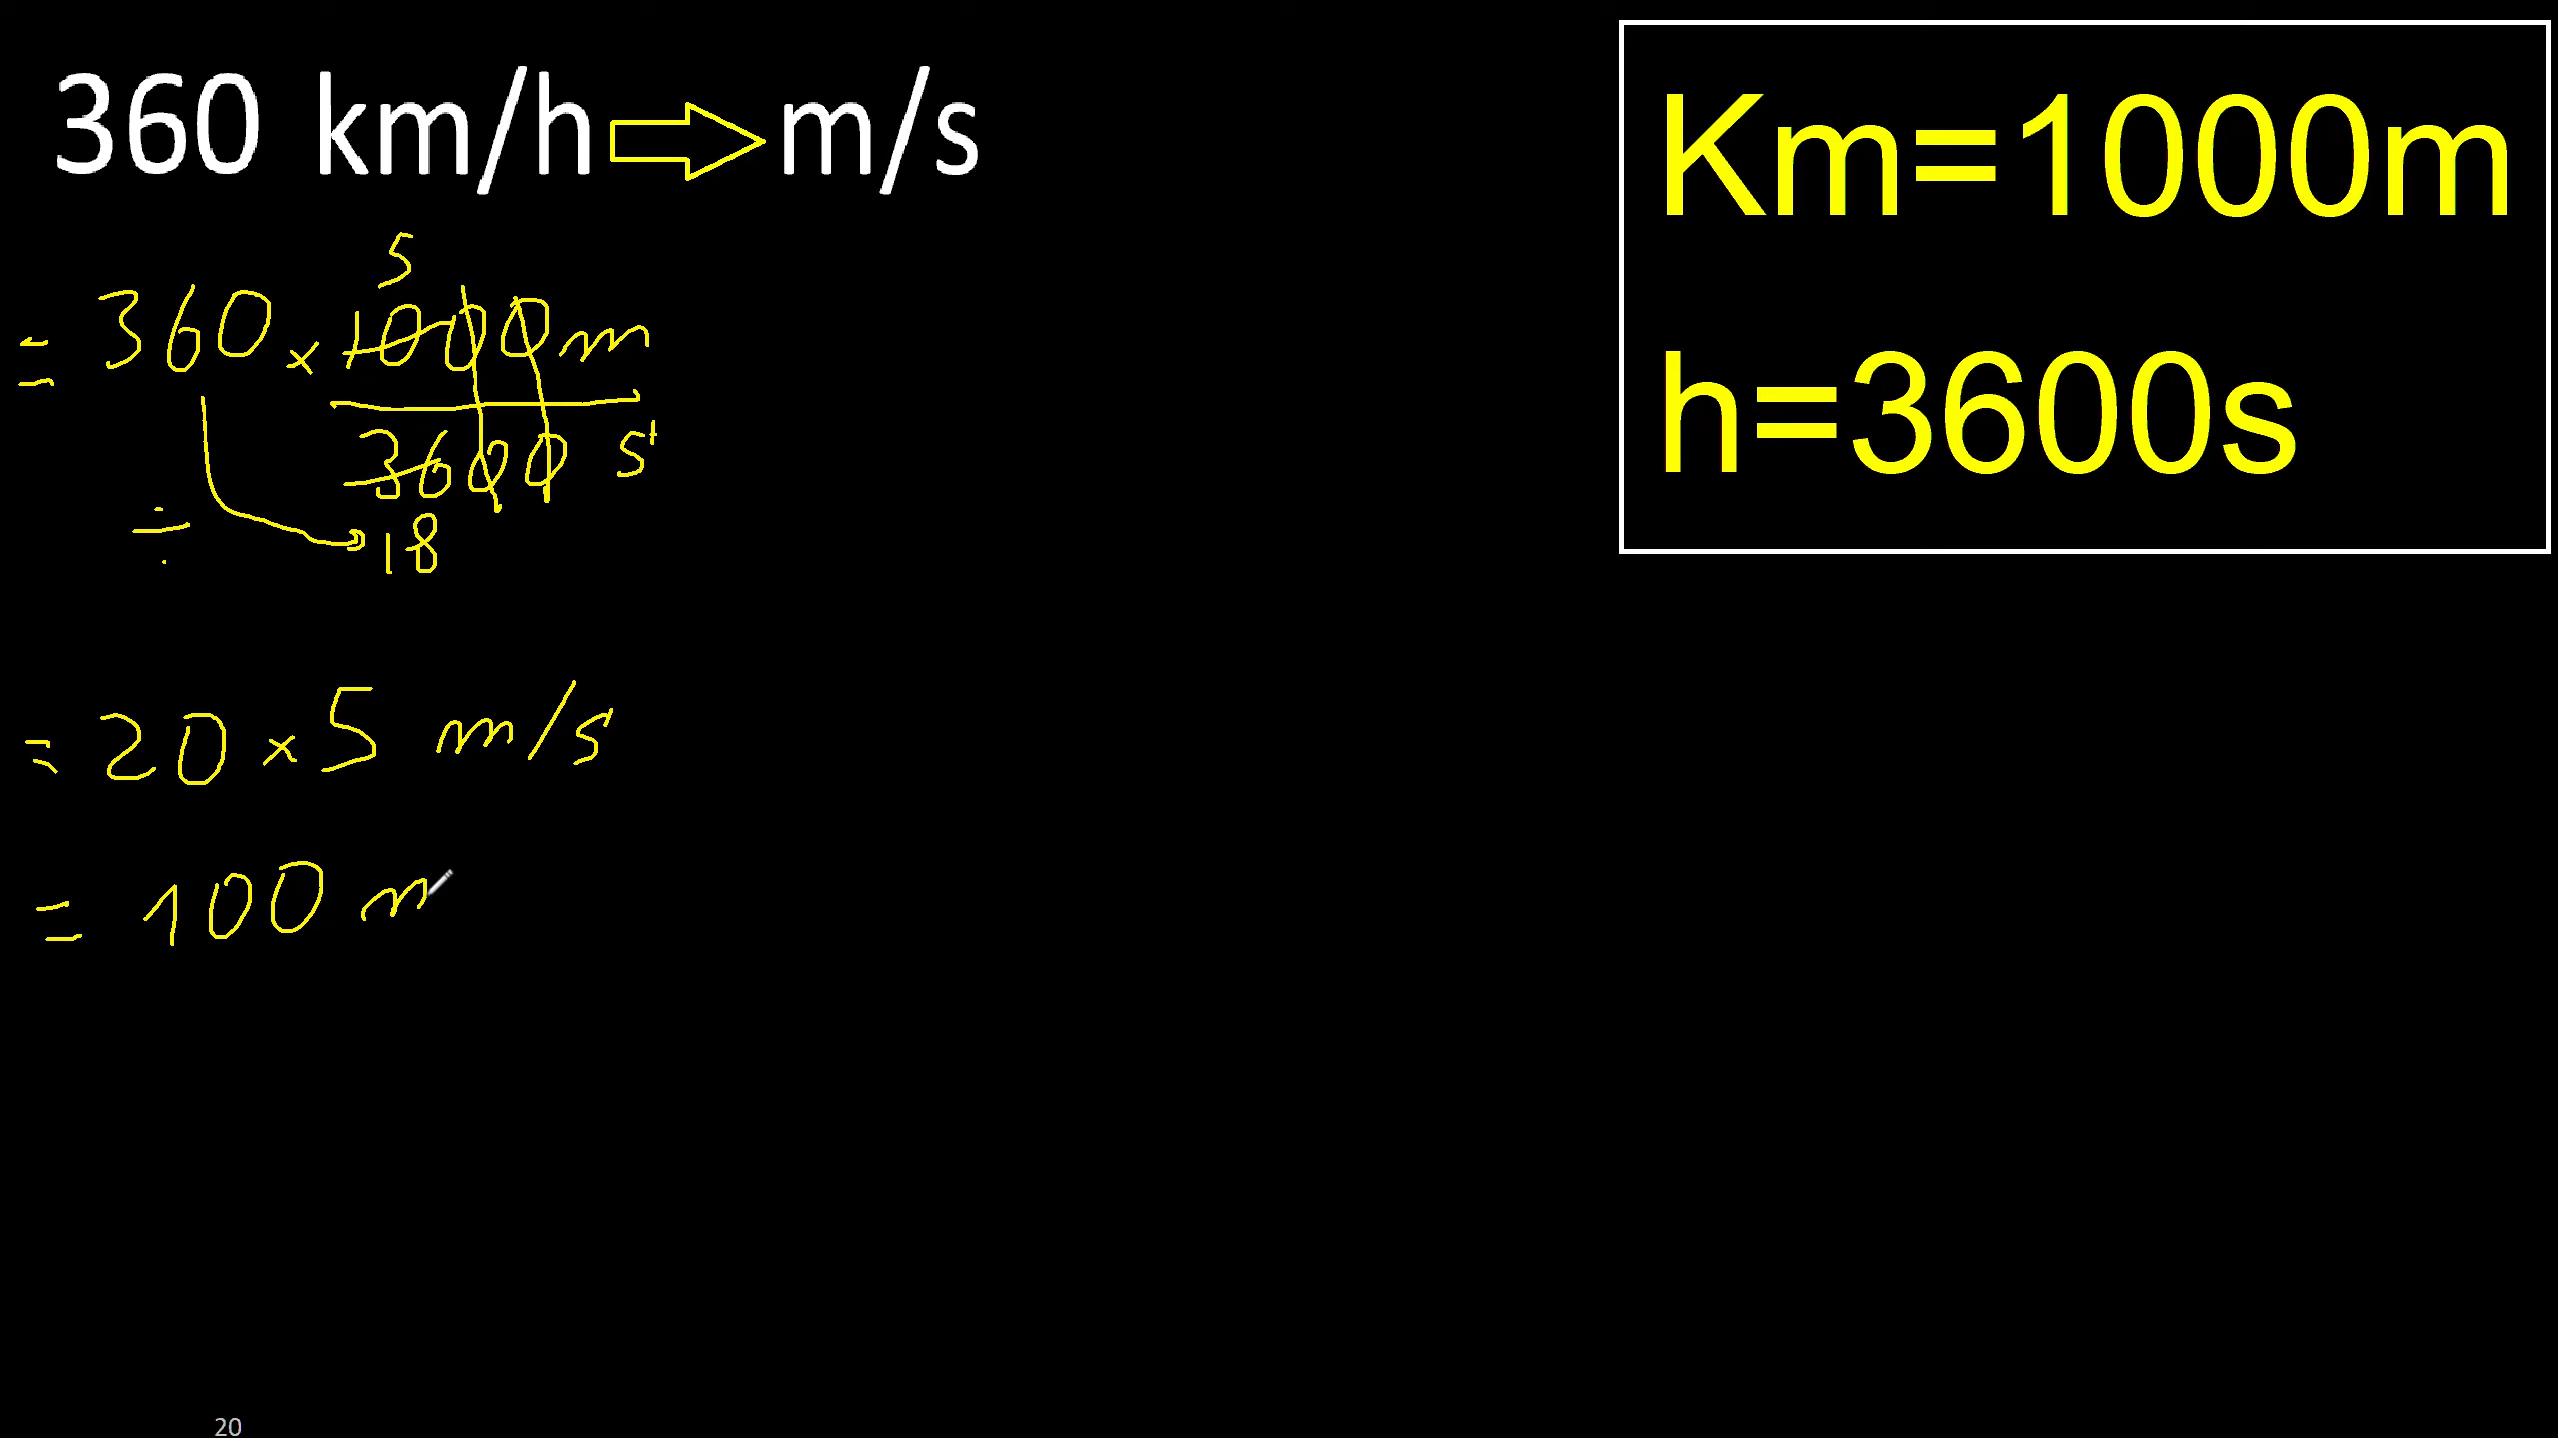 360 km/h m/s
Km=1000m
h=3600s
5
= 360 × 1000 m
3600 s
÷ 18
= 20 × 5 m/s
= 100 m
20